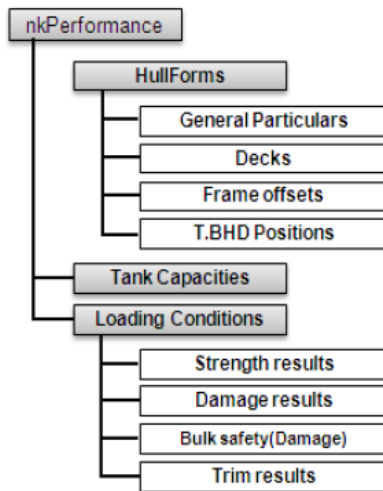 nkPerformance
HullForms
General Particulars
Decks
Frame offsets
T.BHD Positions
Tank Capacities
Loading Conditions
Strength results
Damage results
Bulk safety(Damage)
Trim results